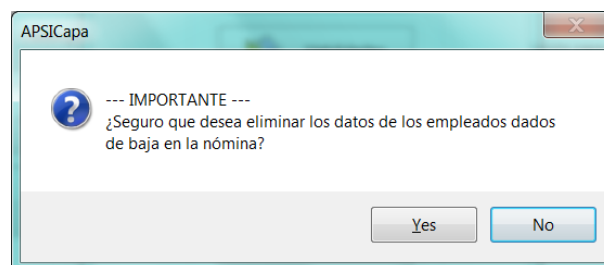 APSICapa
--- IMPORTANTE ---
¿Seguro que desea eliminar los datos de los empleados dados
de baja en la nómina?
Yes
No